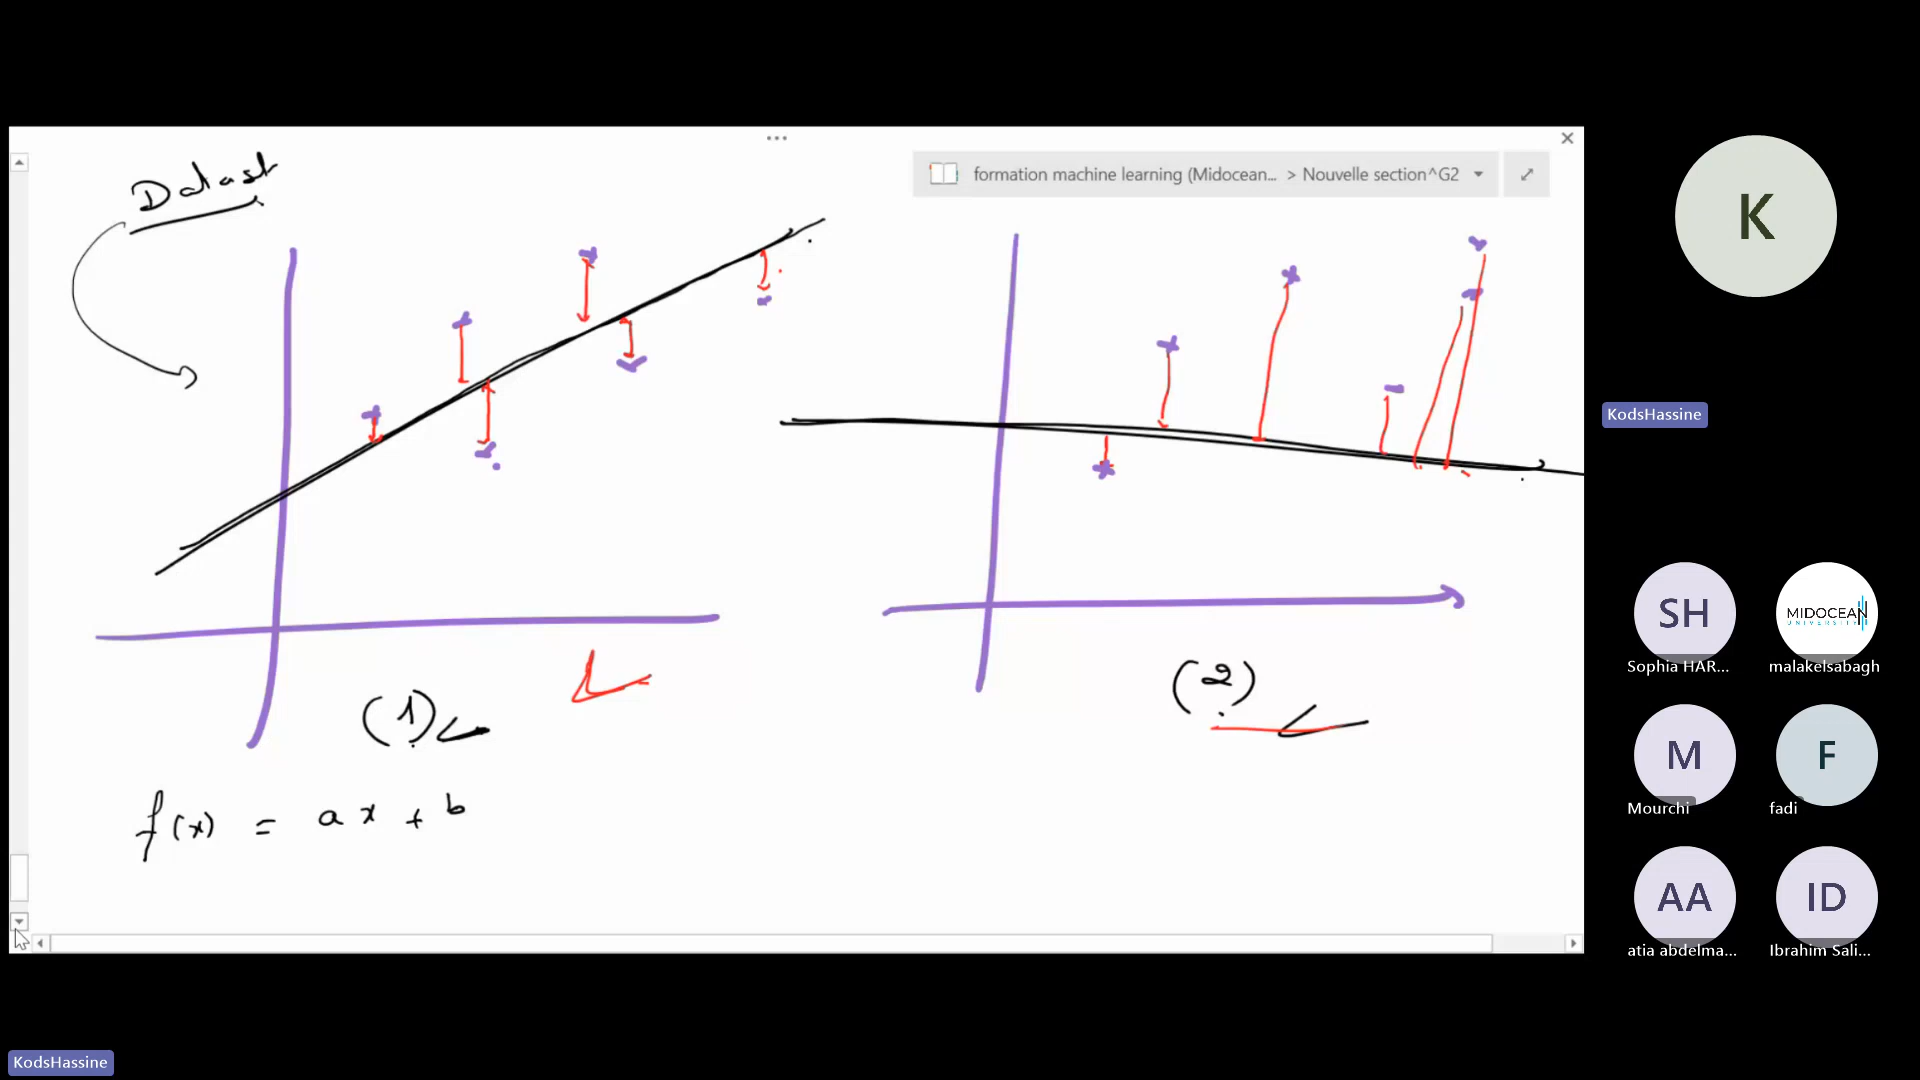 Dataset
formation machine learning (Midocean... > Nouvelle section^G2
(1)
(2)
f(x) = ax + b
K
KodsHassine
SH
Sophia HAR...
MIDOCEAN
UNIVERSITY
malakelsabagh
M
Mourchi
F
fadi
AA
atia abdelma...
ID
Ibrahim Sali...
KodsHassine